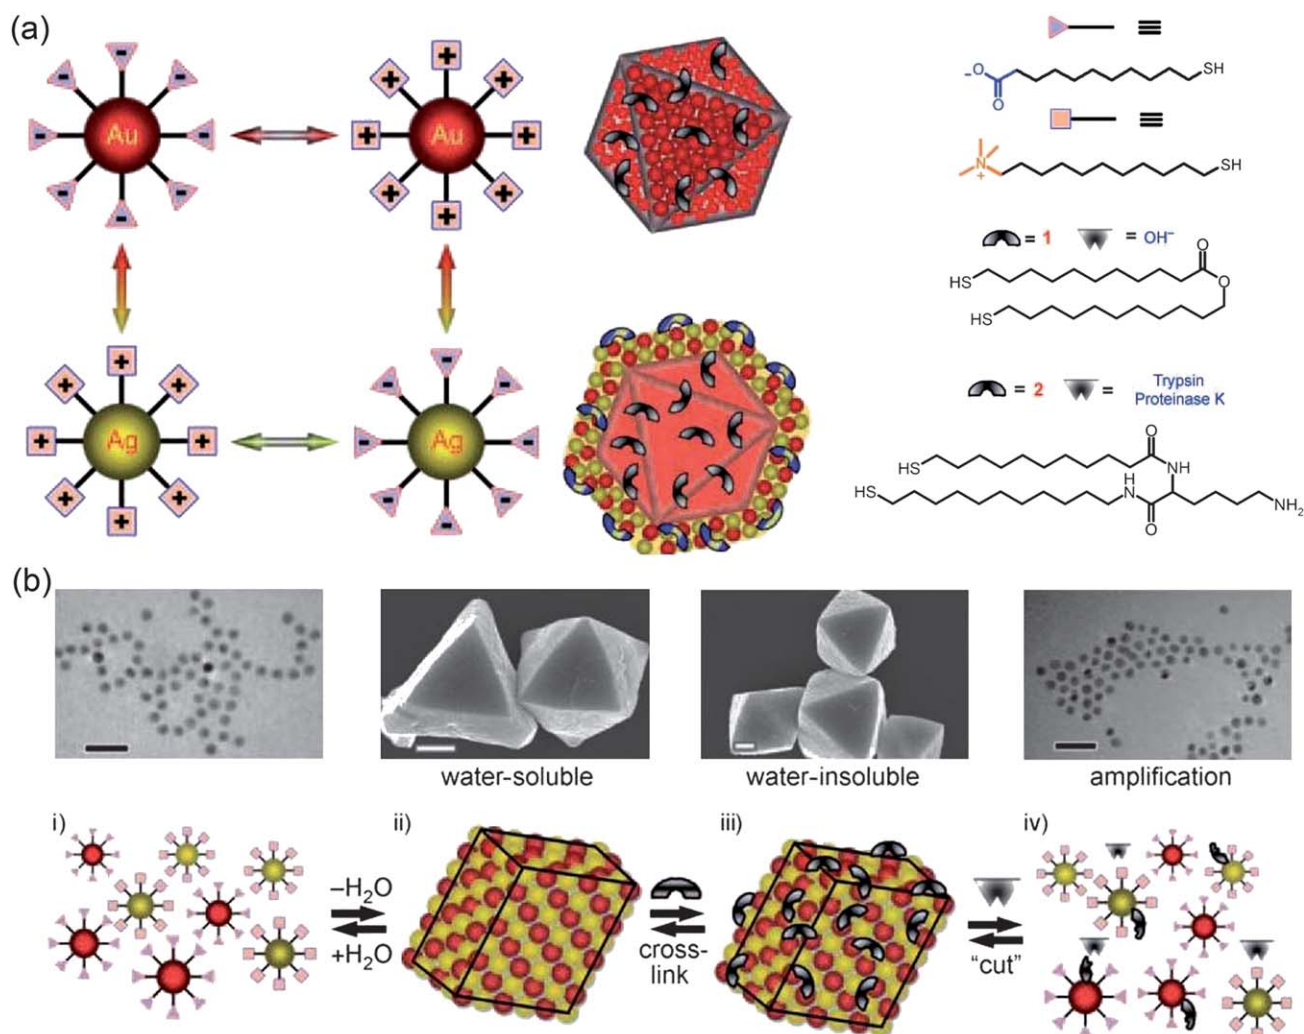 (a)
Au
Au
Ag
Ag
- - - - - - - -
+ + + + + + + +
+ + + + + + + +
- - - - - - - -
≡
⁻O
O
SH
≡
N
+
SH
= 1
= OH⁻
O
HS
O
HS
= 2
=
Trypsin
Proteinase K
O
HS
NH
HS
H
N
O
NH₂
(b)
water-soluble
water-insoluble
amplification
i)
ii)
iii)
iv)
–H₂O
+H₂O
cross-
link
“cut”